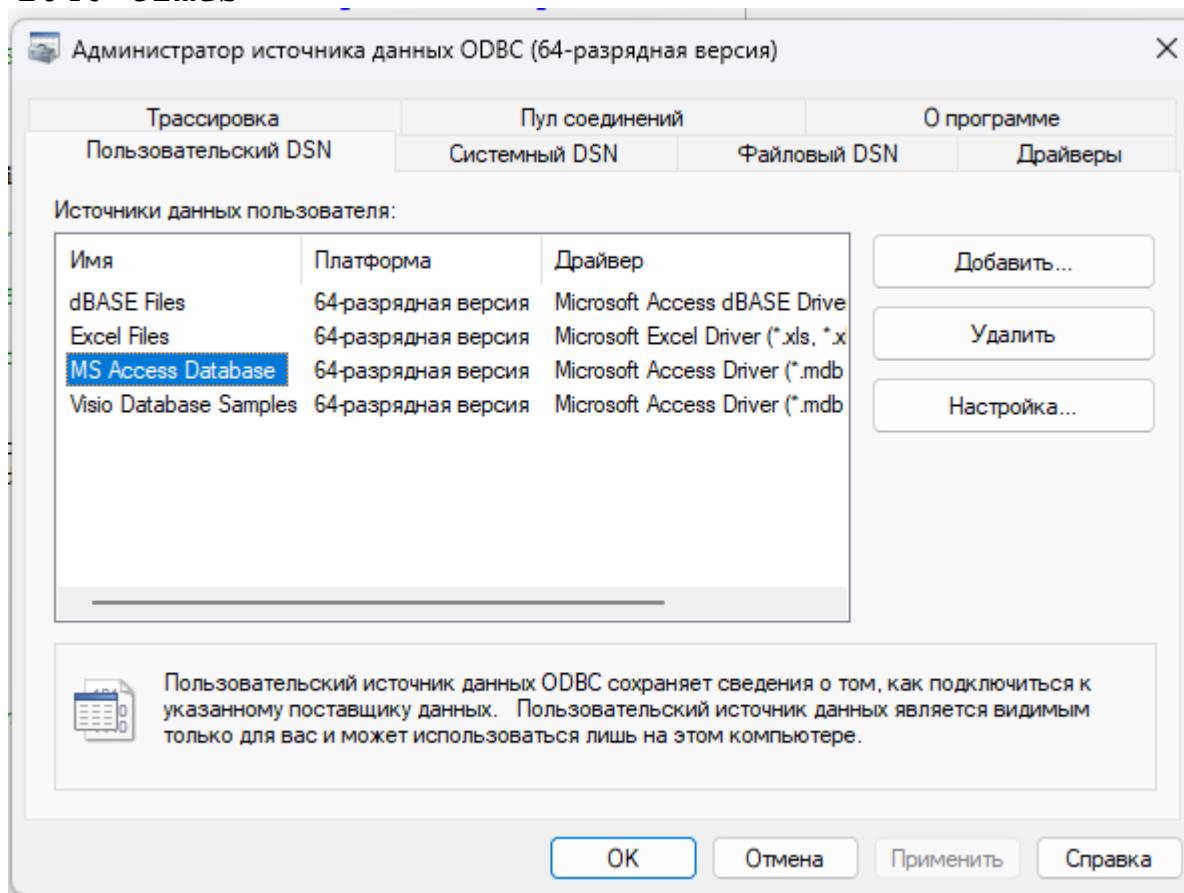 Администратор источника данных ODBC (64-разрядная версия)
Трассировка Пул соединений О программе
Пользовательский DSN Системный DSN Файловый DSN Драйверы
Источники данных пользователя:
Имя Платформа Драйвер
dBASE Files 64-разрядная версия Microsoft Access dBASE Drive
Excel Files 64-разрядная версия Microsoft Excel Driver (*.xls, *.x
MS Access Database 64-разрядная версия Microsoft Access Driver (*.mdb
Visio Database Samples 64-разрядная версия Microsoft Access Driver (*.mdb
Добавить...
Удалить
Настройка...
Пользовательский источник данных ODBC сохраняет сведения о том, как подключиться к
указанному поставщику данных. Пользовательский источник данных является видимым
только для вас и может использоваться лишь на этом компьютере.
OK Отмена Применить Справка